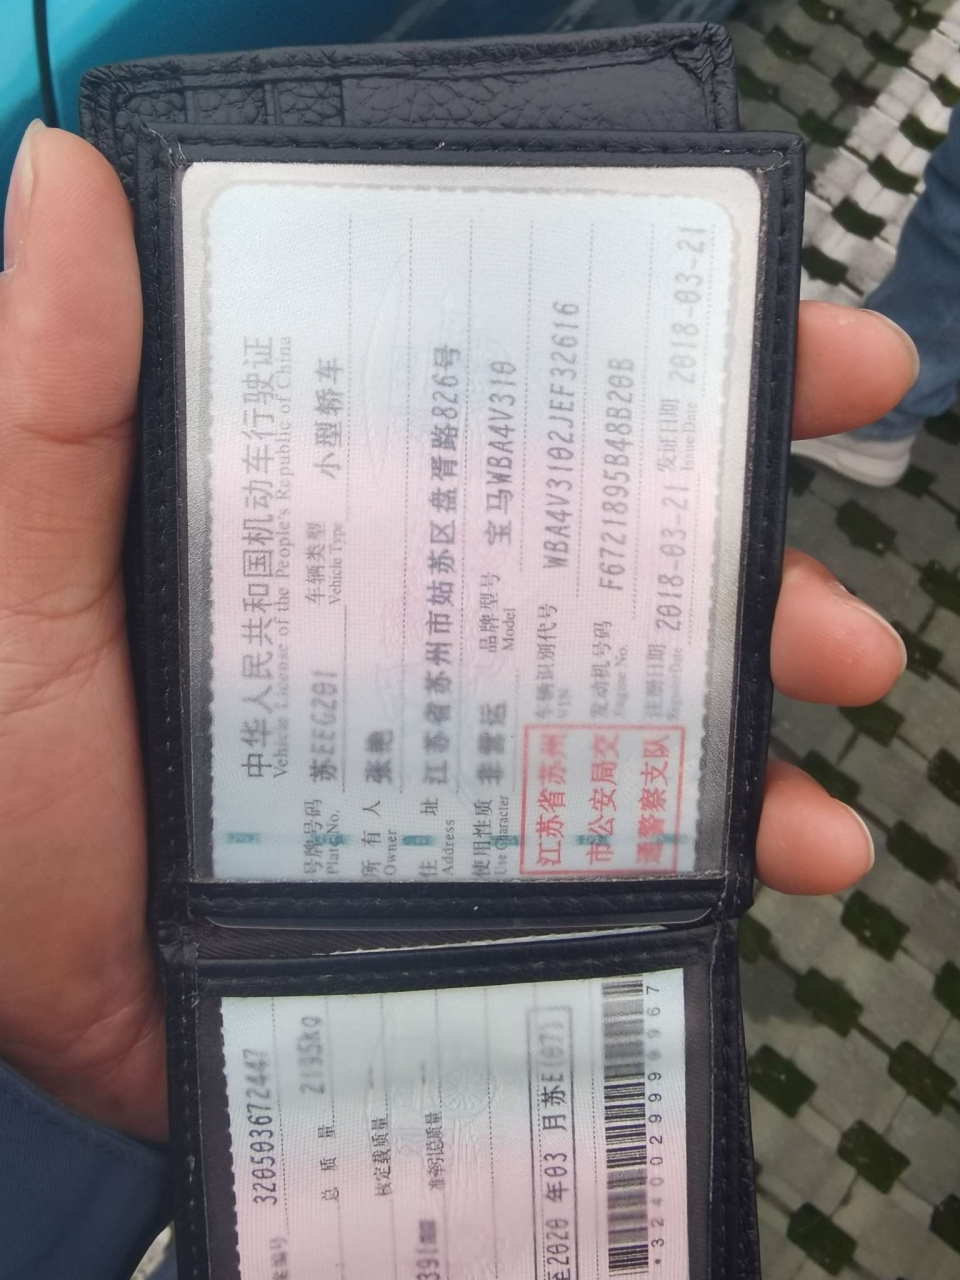 中华人民共和国机动车行驶证
Vehicle License of the People's Republic of China
号牌号码 苏EEG201 车辆类型 小型轿车
Plate No. Vehicle Type
所有人 张艳
Owner
住址 江苏省苏州市姑苏区盘胥路826号
Address
使用性质 非营运 品牌型号 宝马WBA4V310
Use Character Model
江苏省苏州
市公安局交
通警察支队
车辆识别代号 WBA4V3102JEF32616
VIN
发动机号码 F6721895B48B20B
Engine No.
注册日期 2018-03-21 发证日期 2018-03-21
Register Date Issue Date
320503672447
总质量 2195kg
核定载质量 --
准牵引总质量 --
至2020年03月苏E(07)